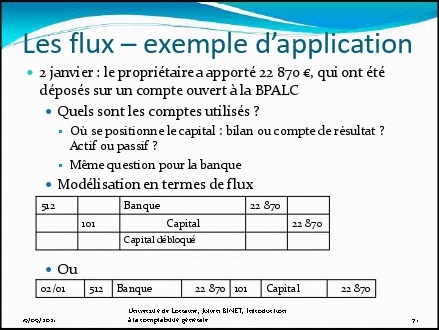 Les flux – exemple d'application
2 janvier : le propriétaire a apporté 22 870 €, qui ont été
déposés sur un compte ouvert à la BPALC
Quels sont les comptes utilisés ?
Où se positionne le capital : bilan ou compte de résultat ?
Actif ou passif ?
Même question pour la banque
Modélisation en termes de flux
512 Banque 22 870
101 Capital 22 870
Capital débloqué
Ou
02/01 512 Banque 22 870 101 Capital 22 870
Université de Lorraine, Julien BINET, Introduction
à la comptabilité générale